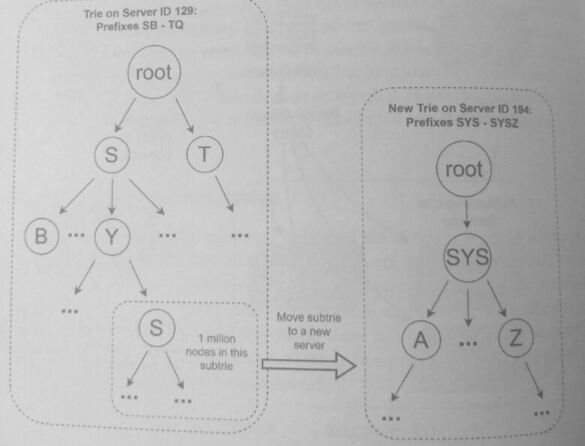 Trie on Server ID 129:
Prefixes SB - TQ
root
S
T
B
...
Y
...
...
...
S
1 milion
nodes in this
subtrie
...
...
Move subtrie
to a new
server
New Trie on Server ID 194:
Prefixes SYS - SYSZ
root
SYS
A
...
Z
...
...